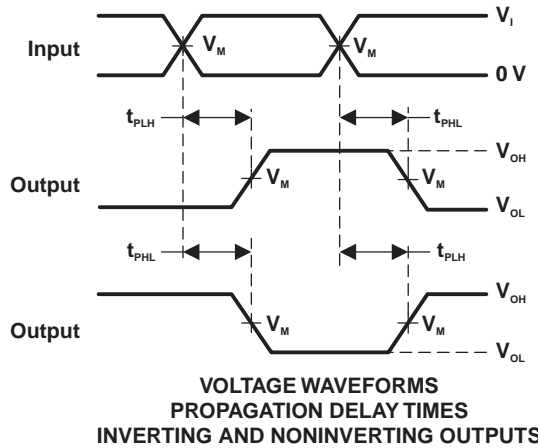 Input
V_M
V_M
V_I
0 V
t_PLH
t_PHL
Output
V_M
V_M
V_OH
V_OL
t_PHL
t_PLH
Output
V_M
V_M
V_OH
V_OL
VOLTAGE WAVEFORMS
PROPAGATION DELAY TIMES
INVERTING AND NONINVERTING OUTPUTS